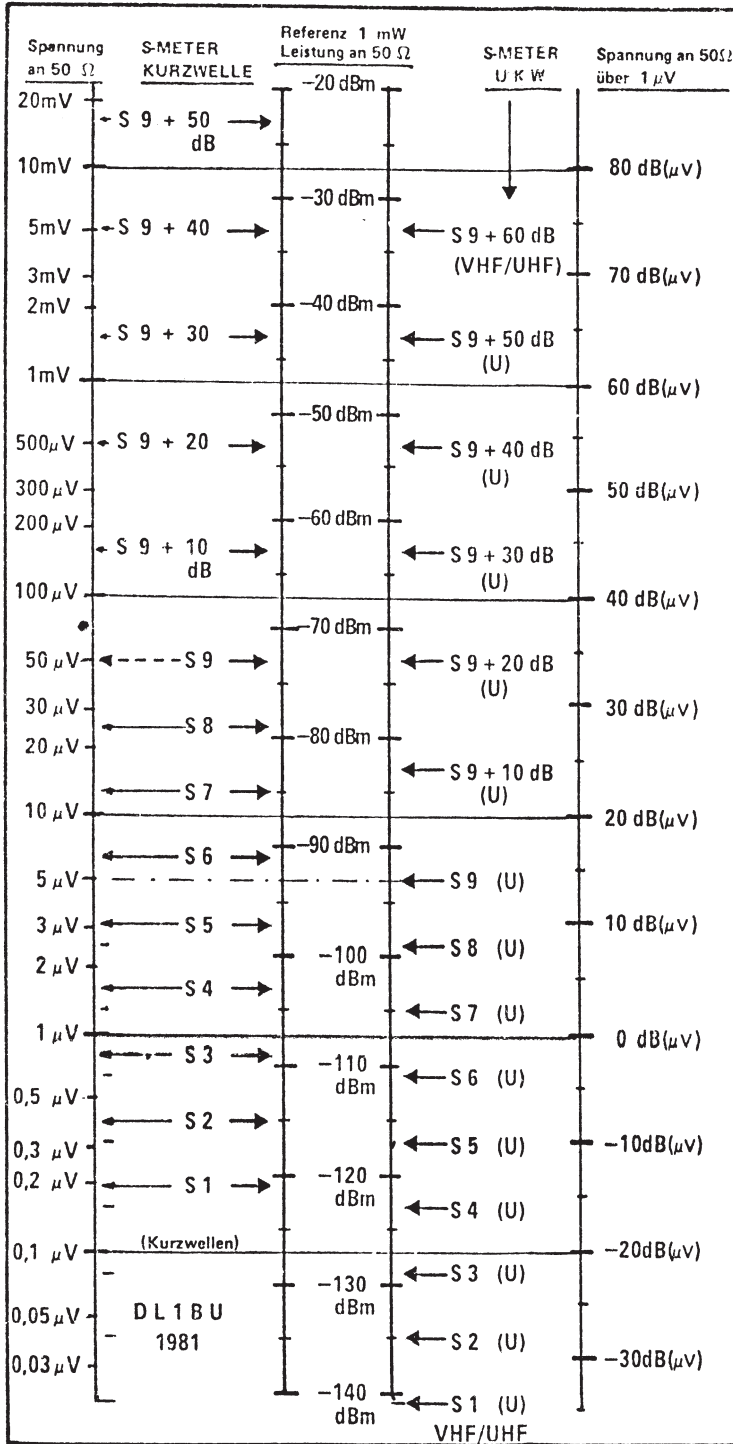 Spannung
an 50 Ω
20mV
10mV
5mV
3mV
2mV
1mV
500µV
300 µV
200 µV
100 µV
50 µV
30 µV
20 µV
10 µV
5 µV
3 µV
2 µV
1 µV
0,5 µV
0,3 µV
0,2 µV
0,1 µV
0,05 µV
0,03 µV
S-METER
KURZWELLE
S 9 + 50
dB
S 9 + 40
S 9 + 30
S 9 + 20
S 9 + 10
dB
S 9
S 8
S 7
S 6
S 5
S 4
S 3
S 2
S 1
(Kurzwellen)
DL1BU
1981
Referenz 1 mW
Leistung an 50 Ω
−20 dBm
−30 dBm
−40 dBm
−50 dBm
−60 dBm
−70 dBm
−80 dBm
−90 dBm
−100
dBm
−110
dBm
−120
dBm
−130
dBm
−140
dBm
S-METER
U K W
S 9 + 60 dB
(VHF/UHF)
S 9 + 50 dB
(U)
S 9 + 40 dB
(U)
S 9 + 30 dB
(U)
S 9 + 20 dB
(U)
S 9 + 10 dB
(U)
S 9 (U)
S 8 (U)
S 7 (U)
S 6 (U)
S 5 (U)
S 4 (U)
S 3 (U)
S 2 (U)
S 1 (U)
VHF/UHF
Spannung an 50Ω
über 1 µV
80 dB(µv)
70 dB(µv)
60 dB(µv)
50 dB(µv)
40 dB(µv)
30 dB(µv)
20 dB(µv)
10 dB(µv)
0 dB(µv)
−10dB(µv)
−20dB(µv)
−30dB(µv)